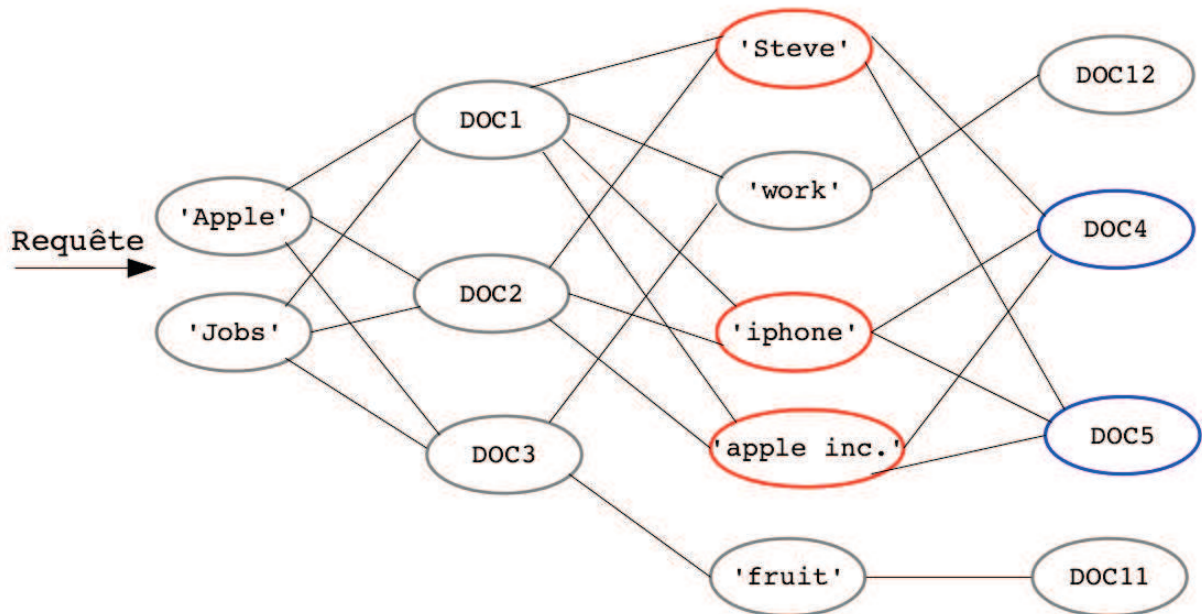 Requête
'Apple'
'Jobs'
DOC1
DOC2
DOC3
'Steve'
'work'
'iphone'
'apple inc.'
'fruit'
DOC12
DOC4
DOC5
DOC11